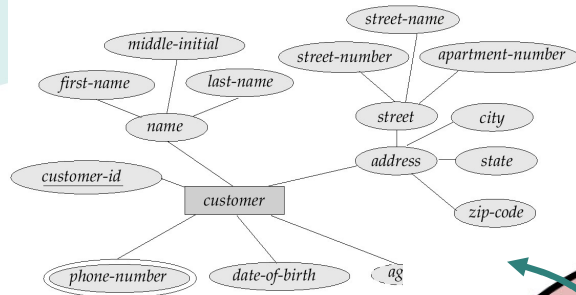 street-name
middle-initial
street-number
apartment-number
first-name
last-name
street
city
name
address
state
customer-id
customer
zip-code
phone-number
date-of-birth
ag